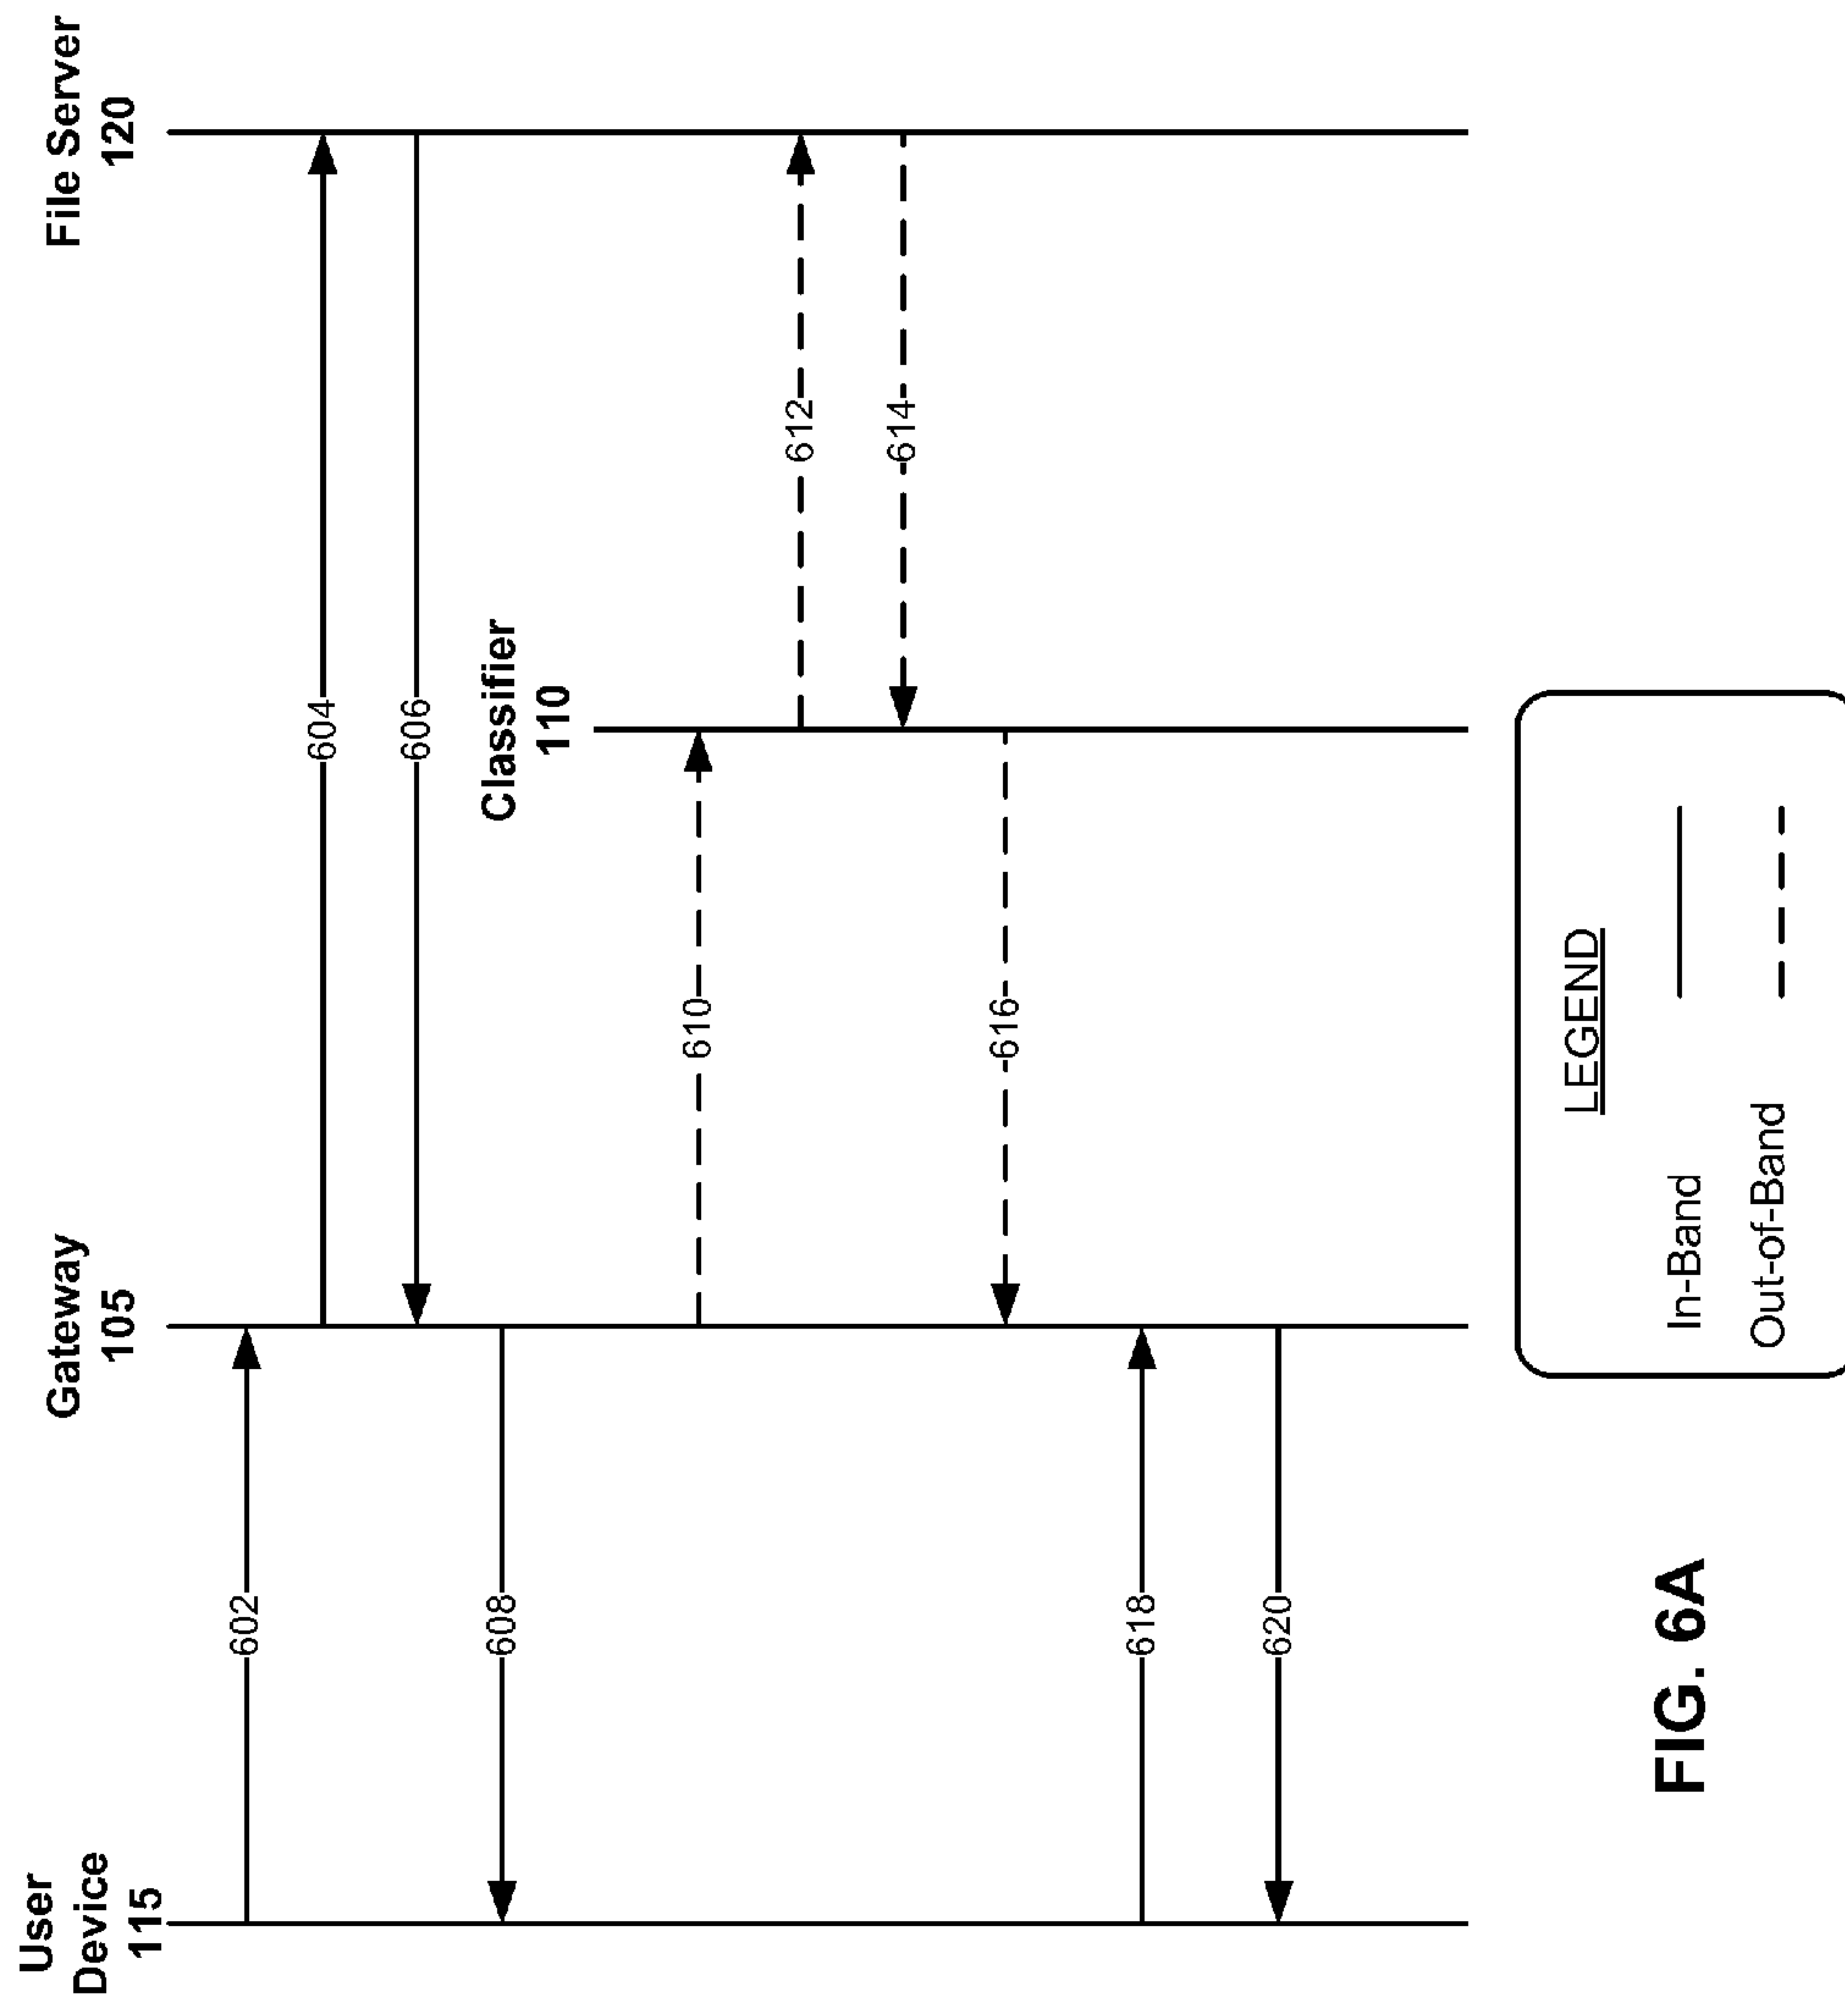 User
Device
115
Gateway
105
File Server
120
Classifier
110
602
604
606
608
610
612
614
616
618
620
LEGEND
In-Band
Out-of-Band
FIG. 6A